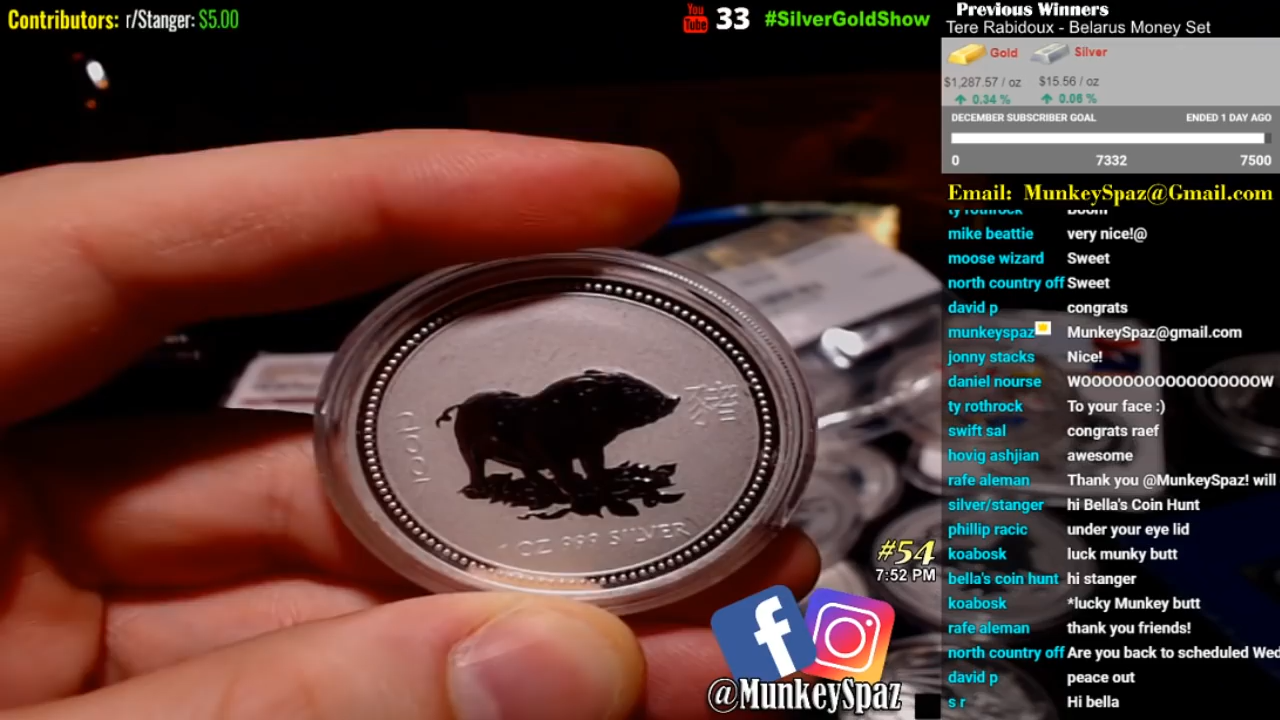 Contributors: r/Stanger: $5.00
You Tube 33 #SilverGoldShow
Previous Winners
Tere Rabidoux - Belarus Money Set
Gold Silver
$1,287.57 / oz $15.56 / oz
0.34 % 0.06 %
DECEMBER SUBSCRIBER GOAL ENDED 1 DAY AGO
0 7332 7500
Email: MunkeySpaz@Gmail.com
ty rothrock Boom
mike beattie very nice!@
moose wizard Sweet
north country off Sweet
david p congrats
munkeyspaz MunkeySpaz@gmail.com
jonny stacks Nice!
daniel nourse WOOOOOOOOOOOOOOOOOW
ty rothrock To your face :)
swift sal congrats raef
hovig ashjian awesome
rafe aleman Thank you @MunkeySpaz! will
silver/stanger hi Bella's Coin Hunt
phillip racic under your eye lid
koabosk luck munky butt
bella's coin hunt hi stanger
koabosk *lucky Munkey butt
rafe aleman thank you friends!
north country off Are you back to scheduled Wed
david p peace out
s r Hi bella
豬
1 OZ 999 SILVER
#54
7:52 PM
@MunkeySpaz